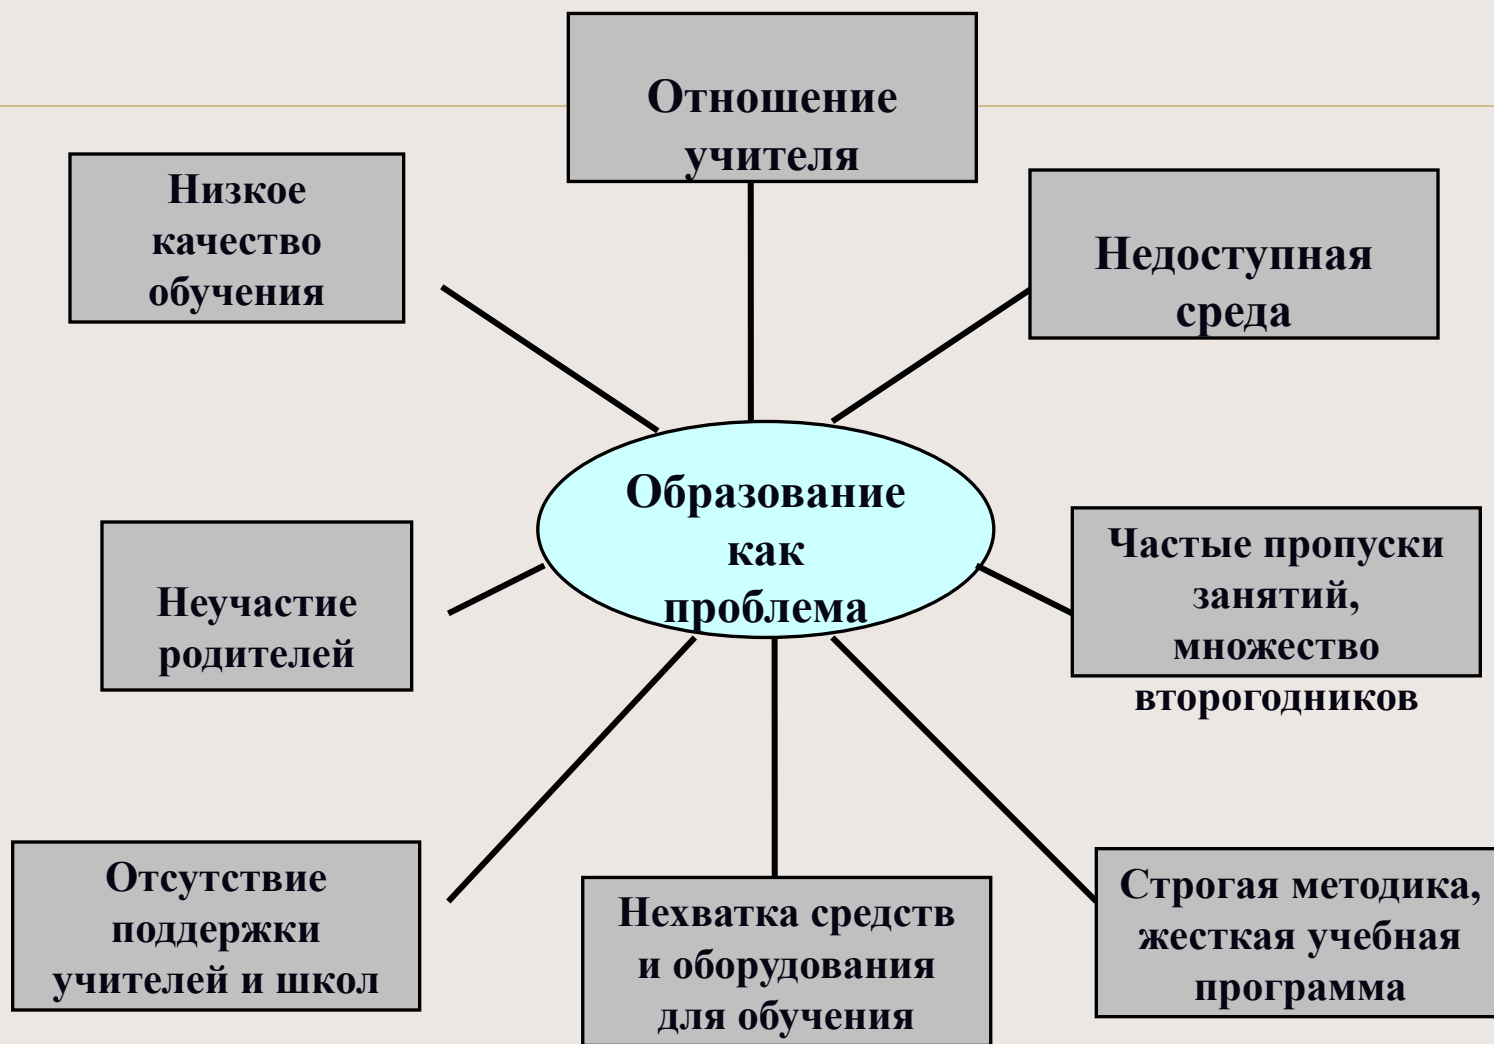 Отношение
учителя
Низкое
качество
обучения
Недоступная
среда
Образование
как
проблема
Частые пропуски
занятий,
множество
второгодников
Неучастие
родителей
Отсутствие
поддержки
учителей и школ
Нехватка средств
и оборудования
для обучения
Строгая методика,
жесткая учебная
программа